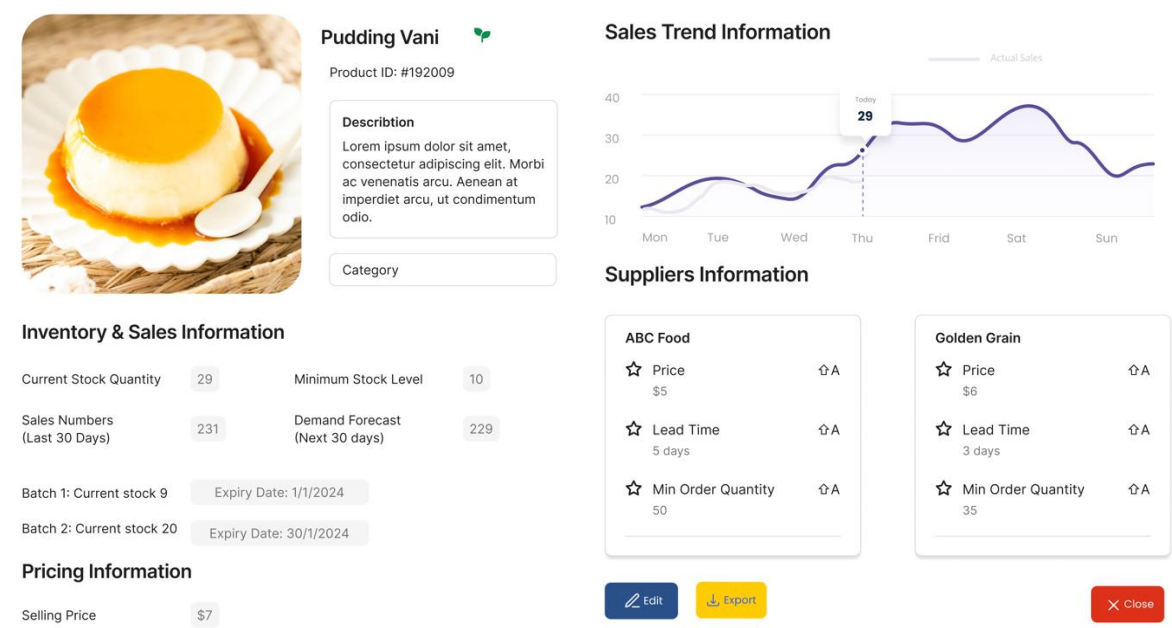 Pudding Vani
Product ID: #192009
Describtion
Lorem ipsum dolor sit amet,
consectetur adipiscing elit. Morbi
ac venenatis arcu. Aenean at
imperdiet arcu, ut condimentum
odio.
Category
Inventory & Sales Information
Current Stock Quantity 29 Minimum Stock Level 10
Sales Numbers
(Last 30 Days) 231
Demand Forecast
(Next 30 days) 229
Batch 1: Current stock 9 Expiry Date: 1/1/2024
Batch 2: Current stock 20 Expiry Date: 30/1/2024
Pricing Information
Selling Price $7
Sales Trend Information
Actual Sales
40
30
20
10
Today
29
Mon Tue Wed Thu Frid Sat Sun
Suppliers Information
ABC Food
Price A
$5
Lead Time A
5 days
Min Order Quantity A
50
Golden Grain
Price A
$6
Lead Time A
3 days
Min Order Quantity A
35
Edit Export Close